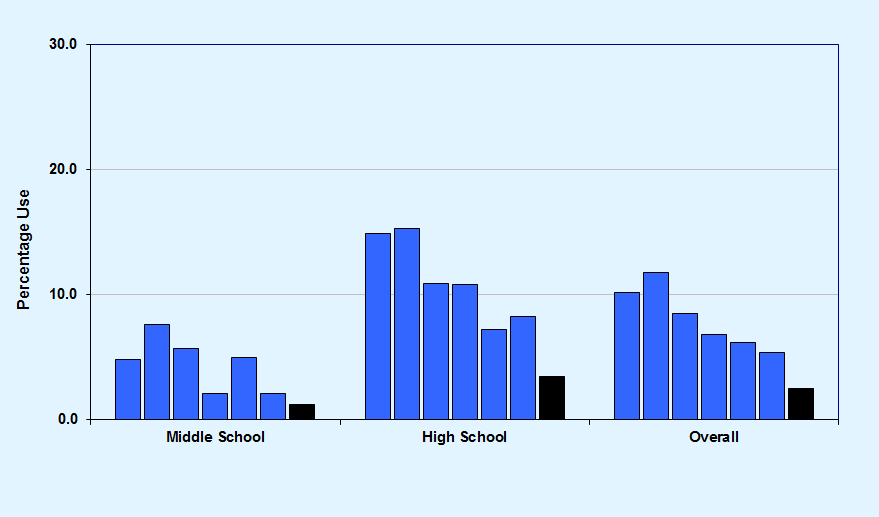 30.0
20.0
10.0
0.0
Percentage Use
Middle School
High School
Overall